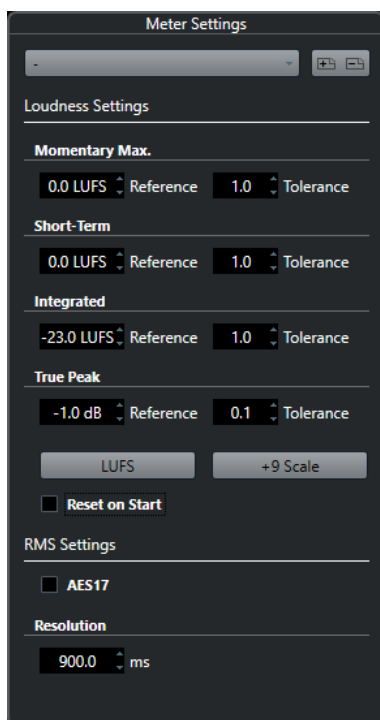 Meter Settings
-
Loudness Settings
Momentary Max.
0.0 LUFS Reference 1.0 Tolerance
Short-Term
0.0 LUFS Reference 1.0 Tolerance
Integrated
-23.0 LUFS Reference 1.0 Tolerance
True Peak
-1.0 dB Reference 0.1 Tolerance
LUFS +9 Scale
Reset on Start
RMS Settings
AES17
Resolution
900.0 ms